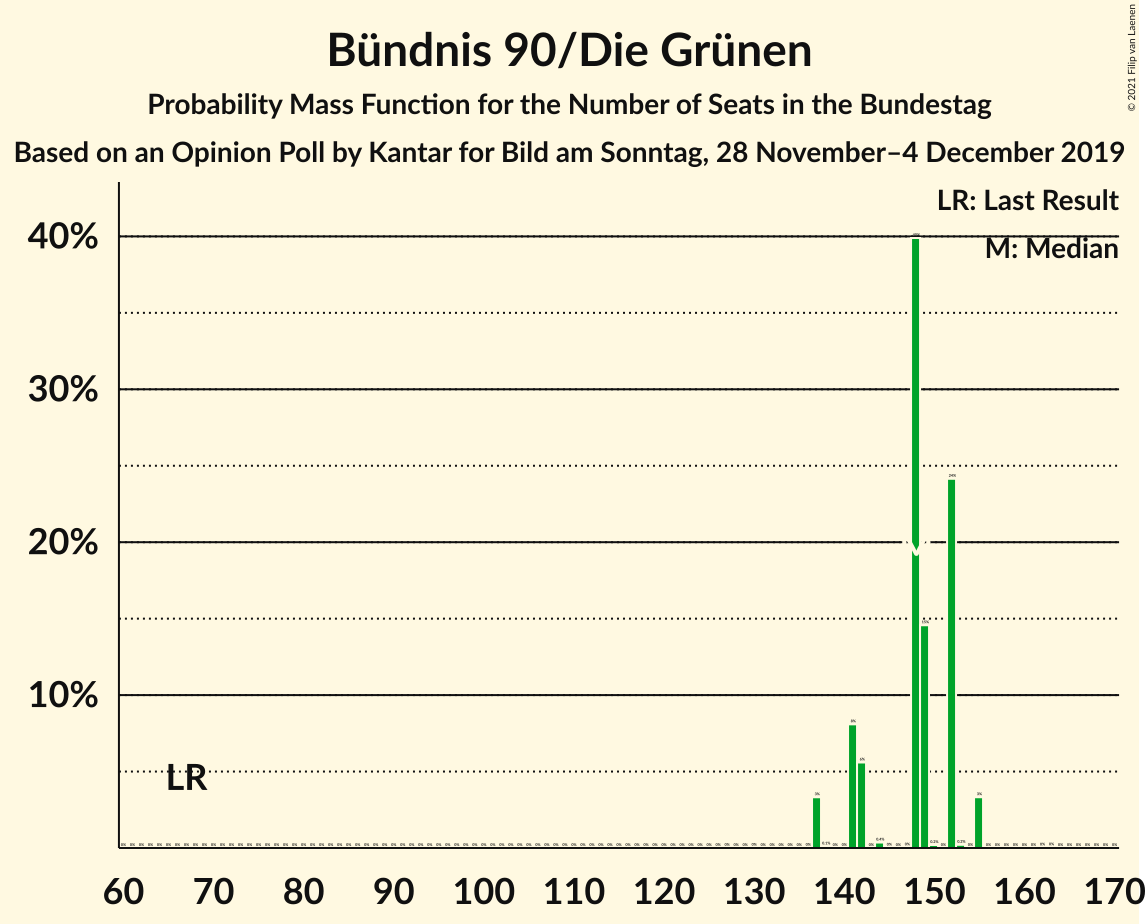 Bündnis 90/Die Grünen
Probability Mass Function for the Number of Seats in the Bundestag
Based on an Opinion Poll by Kantar for Bild am Sonntag, 28 November–4 December 2019
© 2021 Filip van Laenen
LR: Last Result
M: Median
40%
30%
20%
10%
LR
60 70 80 90 100 110 120 130 140 150 160 170